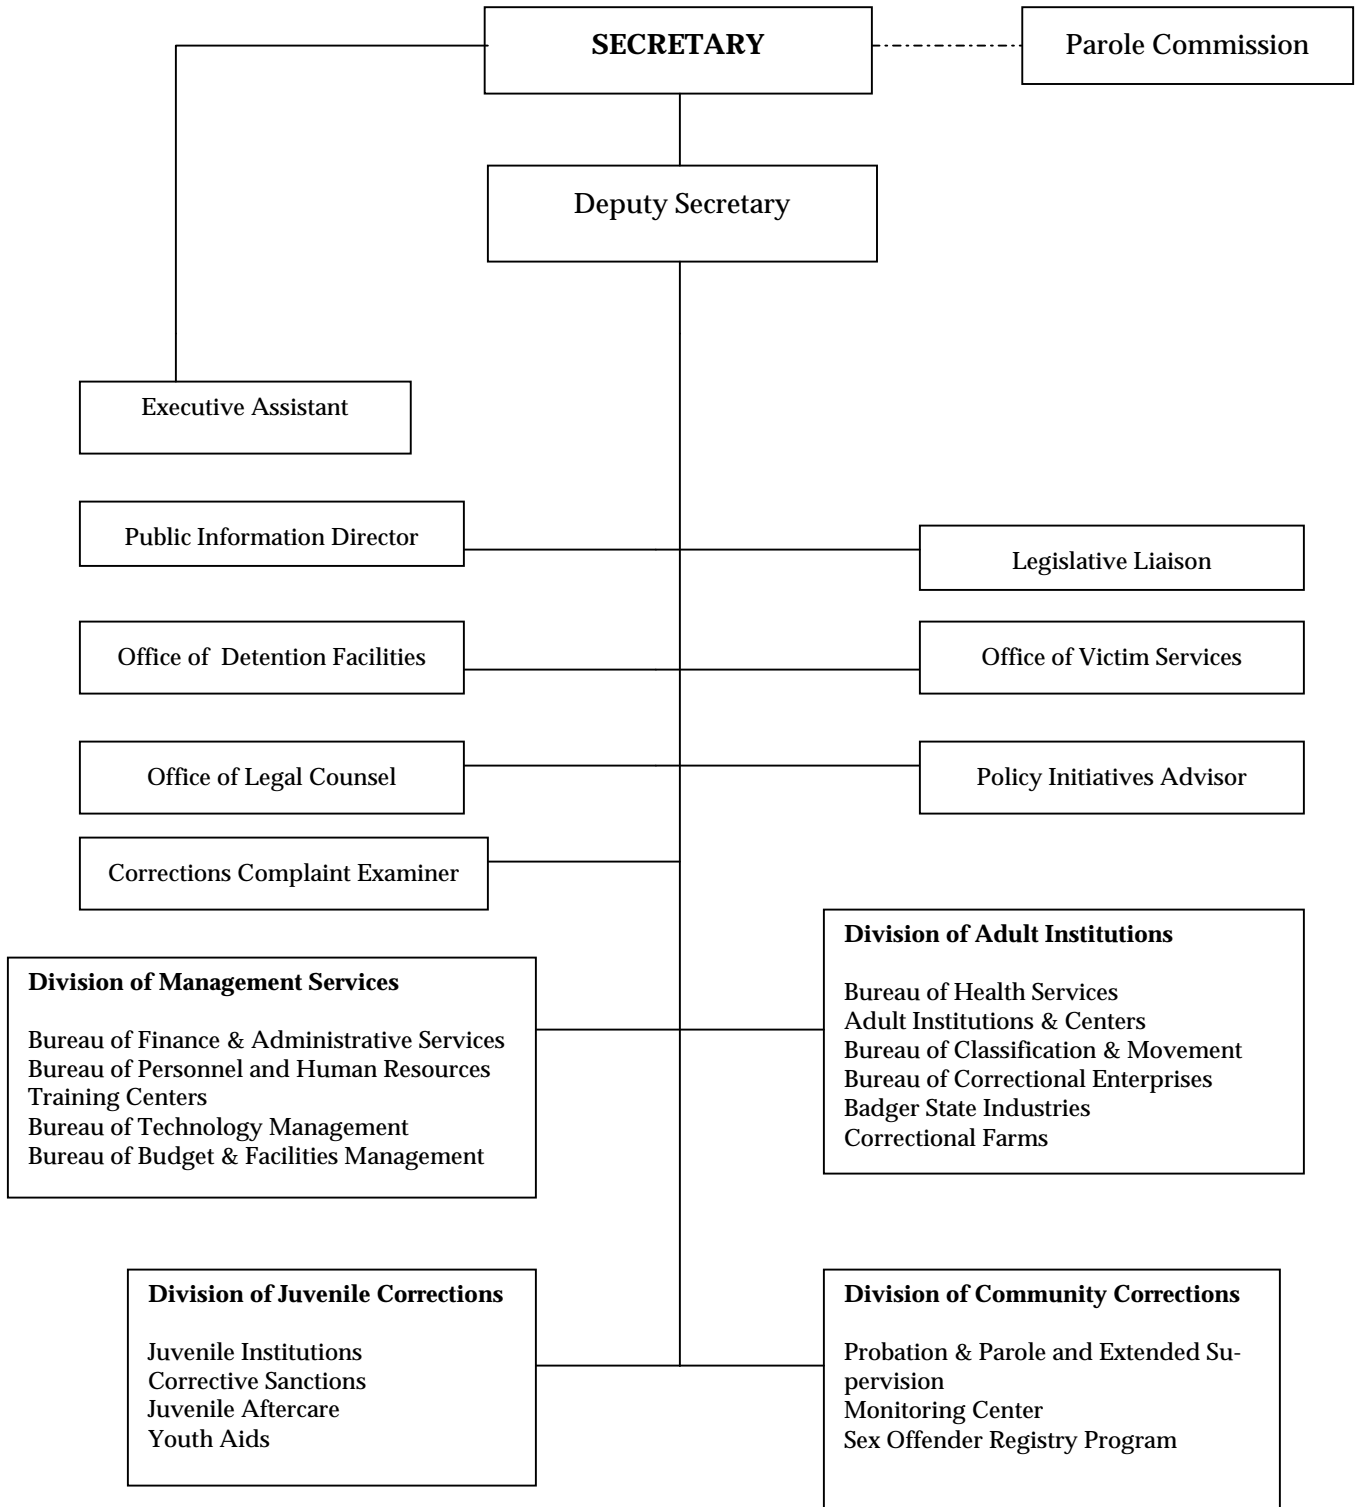 SECRETARY
Parole Commission
Deputy Secretary
Executive Assistant
Public Information Director
Legislative Liaison
Office of Detention Facilities
Office of Victim Services
Office of Legal Counsel
Policy Initiatives Advisor
Corrections Complaint Examiner
Division of Adult Institutions
Bureau of Health Services
Adult Institutions & Centers
Bureau of Classification & Movement
Bureau of Correctional Enterprises
Badger State Industries
Correctional Farms
Division of Management Services
Bureau of Finance & Administrative Services
Bureau of Personnel and Human Resources
Training Centers
Bureau of Technology Management
Bureau of Budget & Facilities Management
Division of Juvenile Corrections
Juvenile Institutions
Corrective Sanctions
Juvenile Aftercare
Youth Aids
Division of Community Corrections
Probation & Parole and Extended Su-
pervision
Monitoring Center
Sex Offender Registry Program